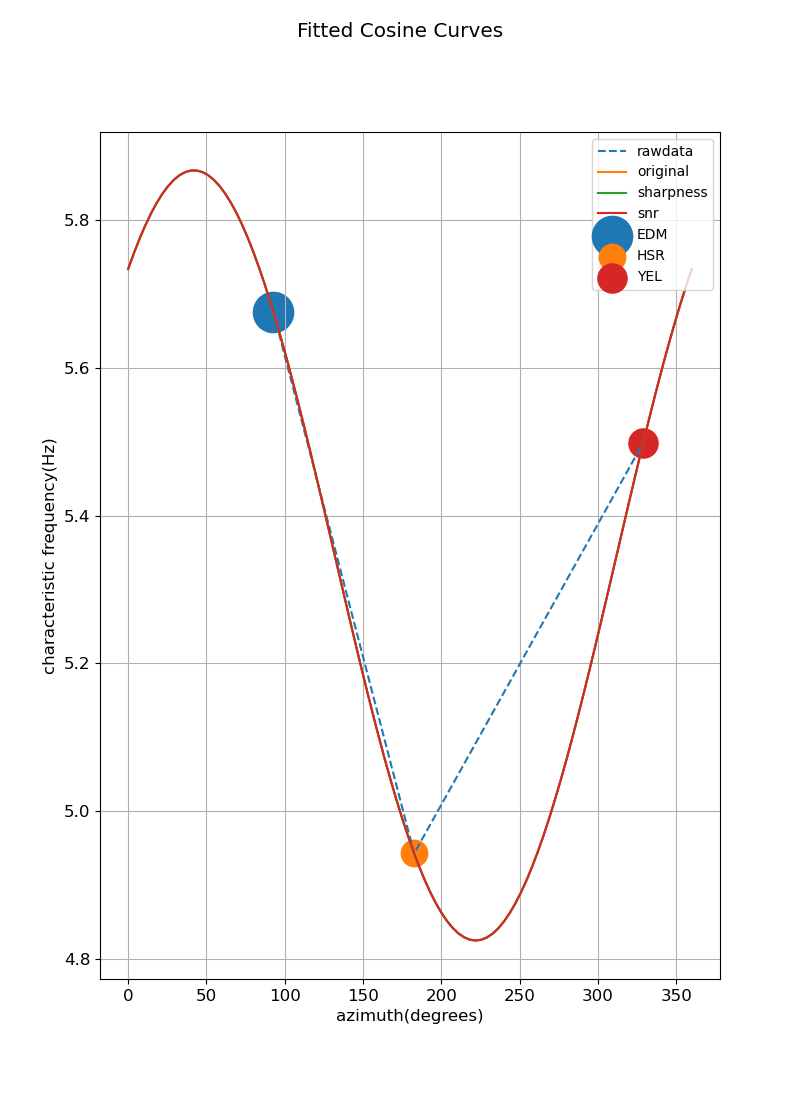 Fitted Cosine Curves
rawdata
original
sharpness
snr
EDM
HSR
YEL
5.8
5.6
5.4
5.2
5.0
4.8
characteristic frequency(Hz)
0 50 100 150 200 250 300 350
azimuth(degrees)